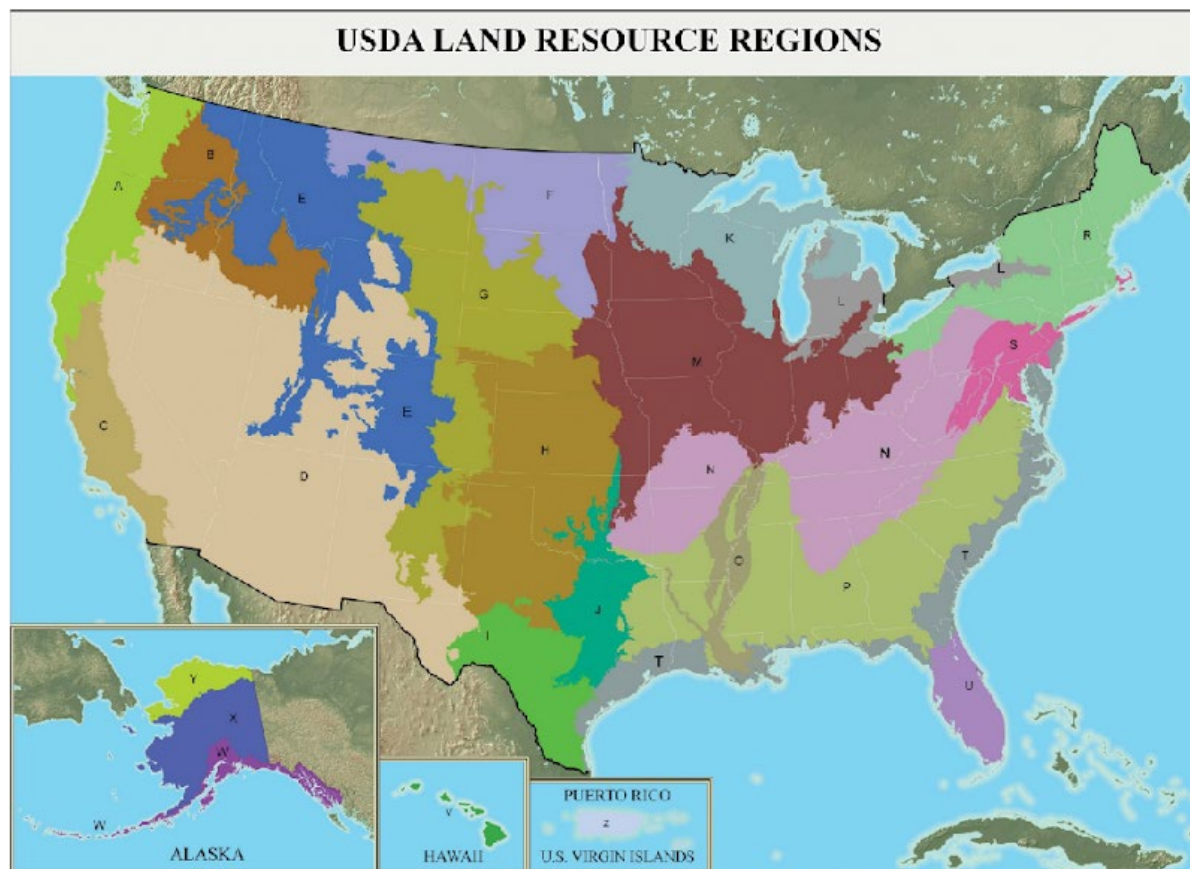 USDA LAND RESOURCE REGIONS
A
B
E
F
K
L
R
G
L
S
M
C
E
H
N
N
D
O
T
P
J
I
T
U
Y
X
W
W
ALASKA
V
HAWAII
PUERTO RICO
Z
U.S. VIRGIN ISLANDS